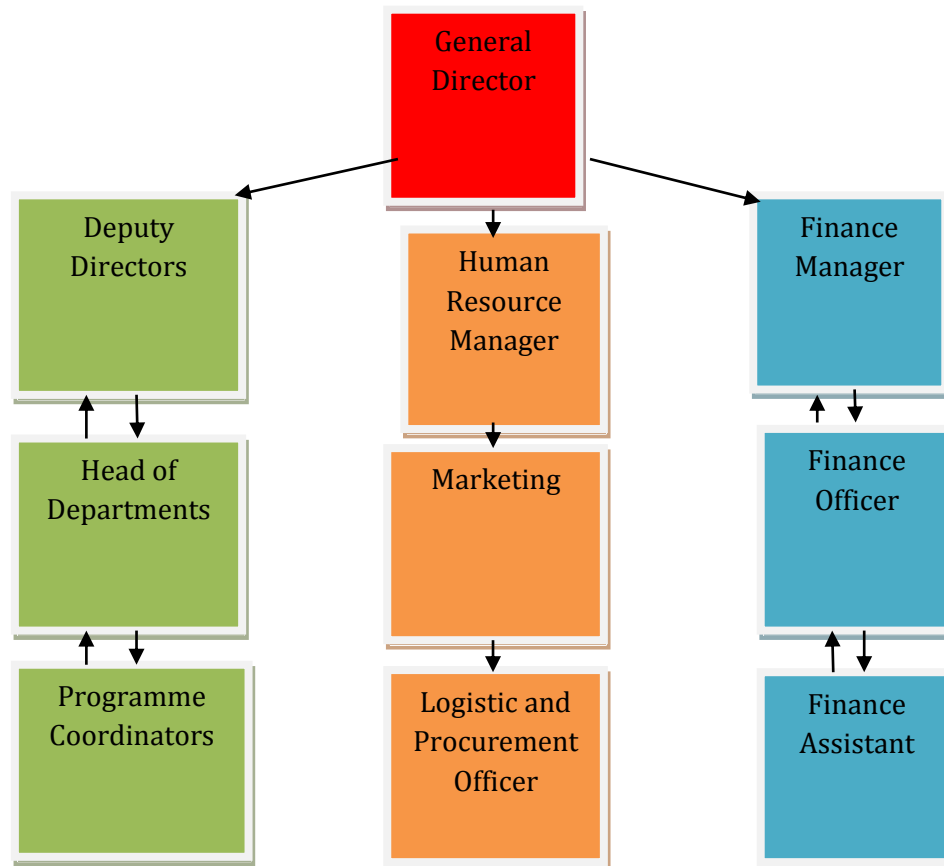 General
Director
Deputy
Directors
Human
Resource
Manager
Finance
Manager
Head of
Departments
Marketing
Finance
Officer
Programme
Coordinators
Logistic and
Procurement
Officer
Finance
Assistant